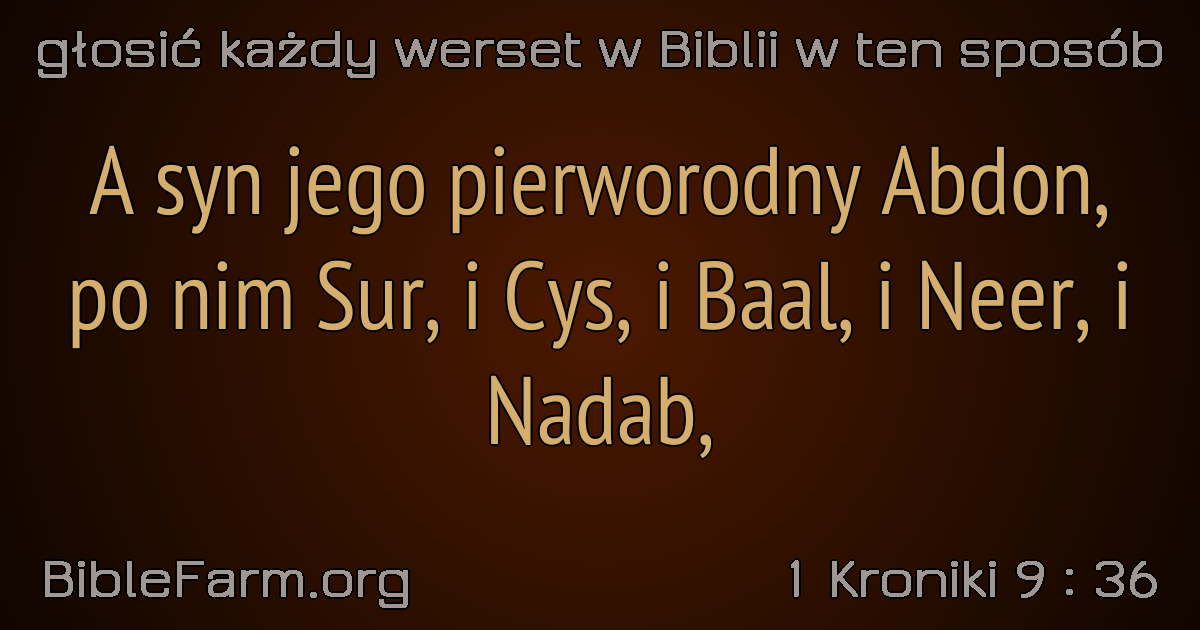 głosić każdy werset w Biblii w ten sposób
A syn jego pierworodny Abdon,
po nim Sur, i Cys, i Baal, i Neer, i
Nadab,
BibleFarm.org
1 Kroniki 9 : 36